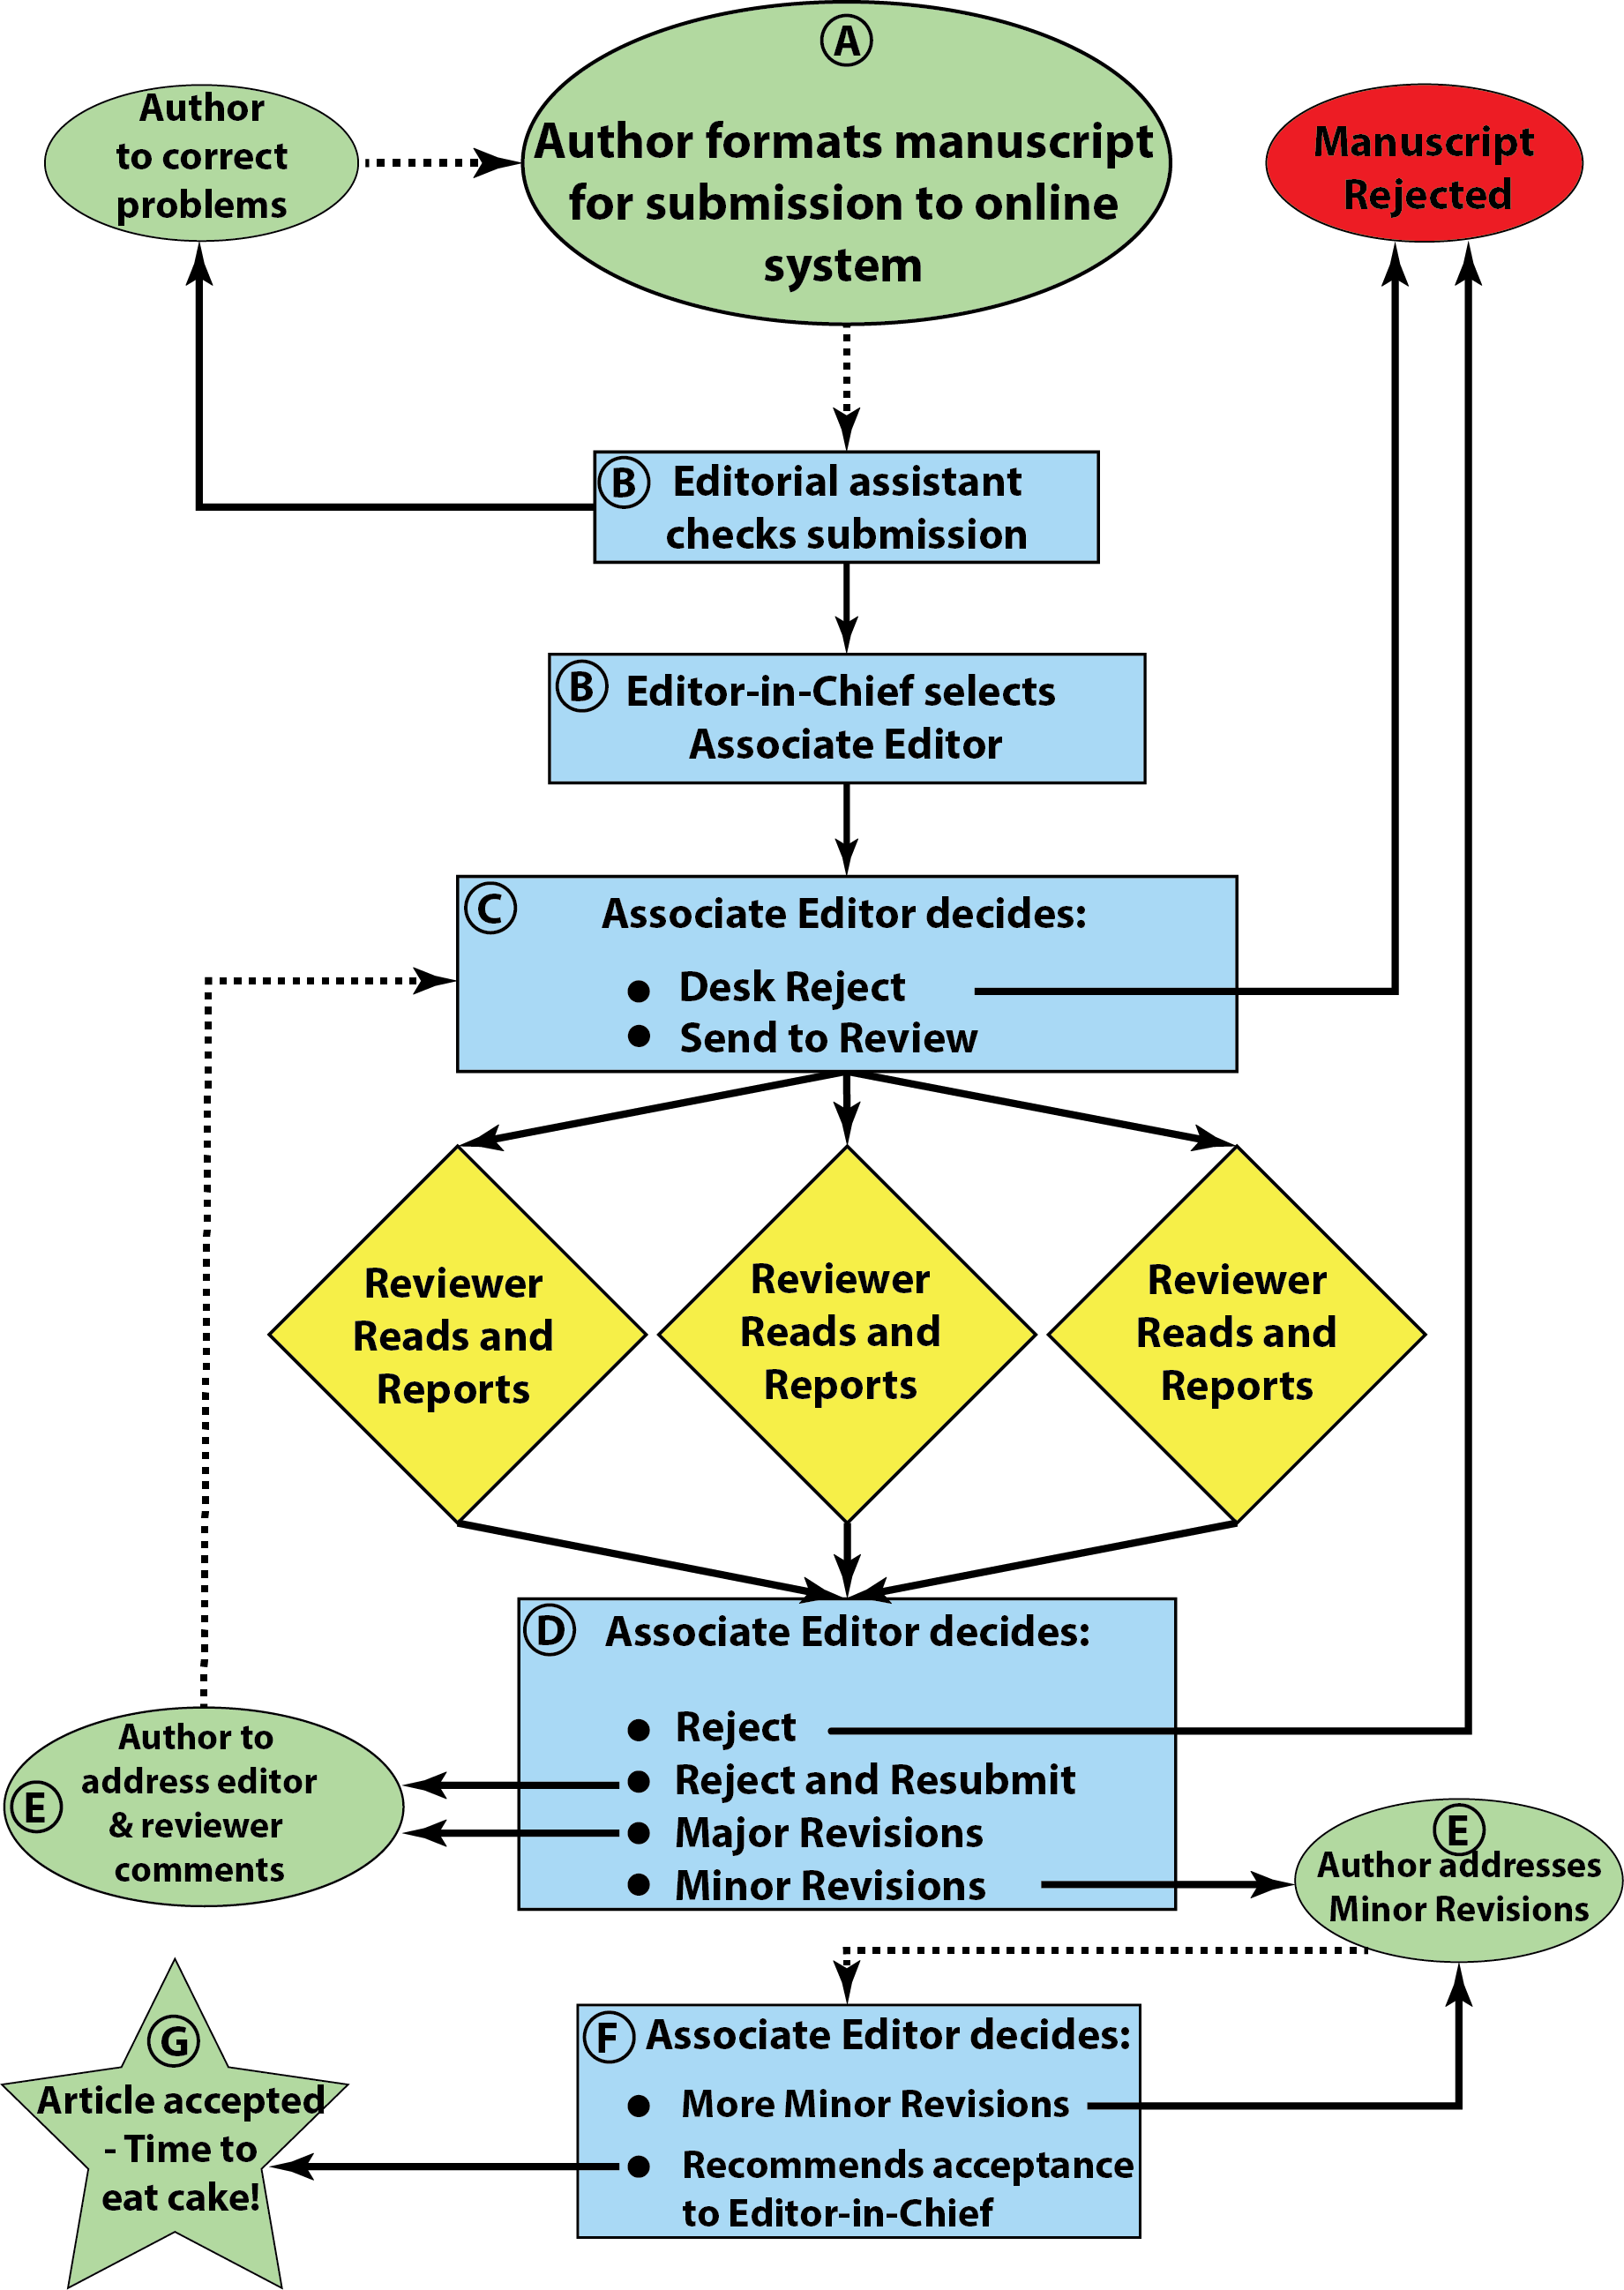 A
Author formats manuscript
for submission to online
system
Author
to correct
problems
Manuscript
Rejected
B
Editorial assistant
checks submission
B
Editor-in-Chief selects
Associate Editor
C
Associate Editor decides:
● Desk Reject
● Send to Review
Reviewer
Reads and
Reports
Reviewer
Reads and
Reports
Reviewer
Reads and
Reports
D
Associate Editor decides:
● Reject
● Reject and Resubmit
● Major Revisions
● Minor Revisions
E
Author to
address editor
& reviewer
comments
E
Author addresses
Minor Revisions
F
Associate Editor decides:
● More Minor Revisions
● Recommends acceptance
to Editor-in-Chief
G
Article accepted
- Time to
eat cake!